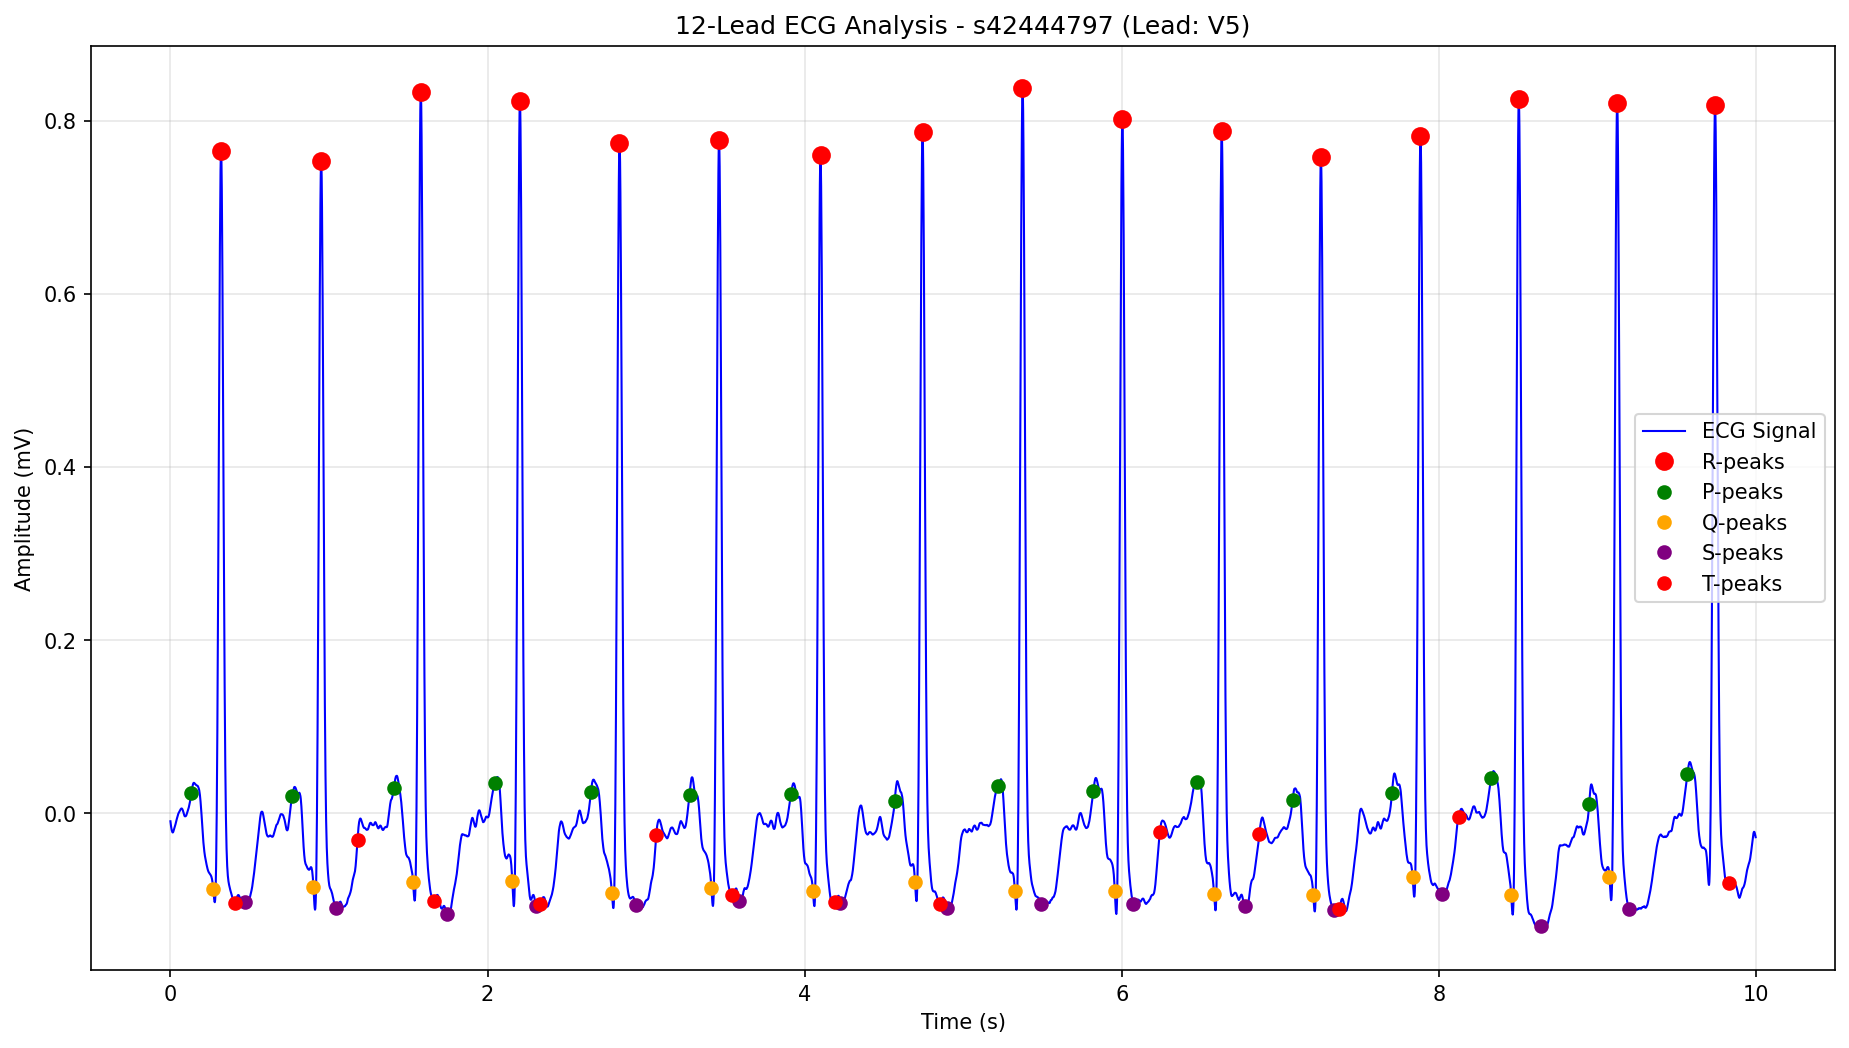 12-Lead ECG Analysis - s42444797 (Lead: V5)
Amplitude (mV)
0.8
0.6
0.4
0.2
0.0
ECG Signal
R-peaks
P-peaks
Q-peaks
S-peaks
T-peaks
0 2 4 6 8 10
Time (s)